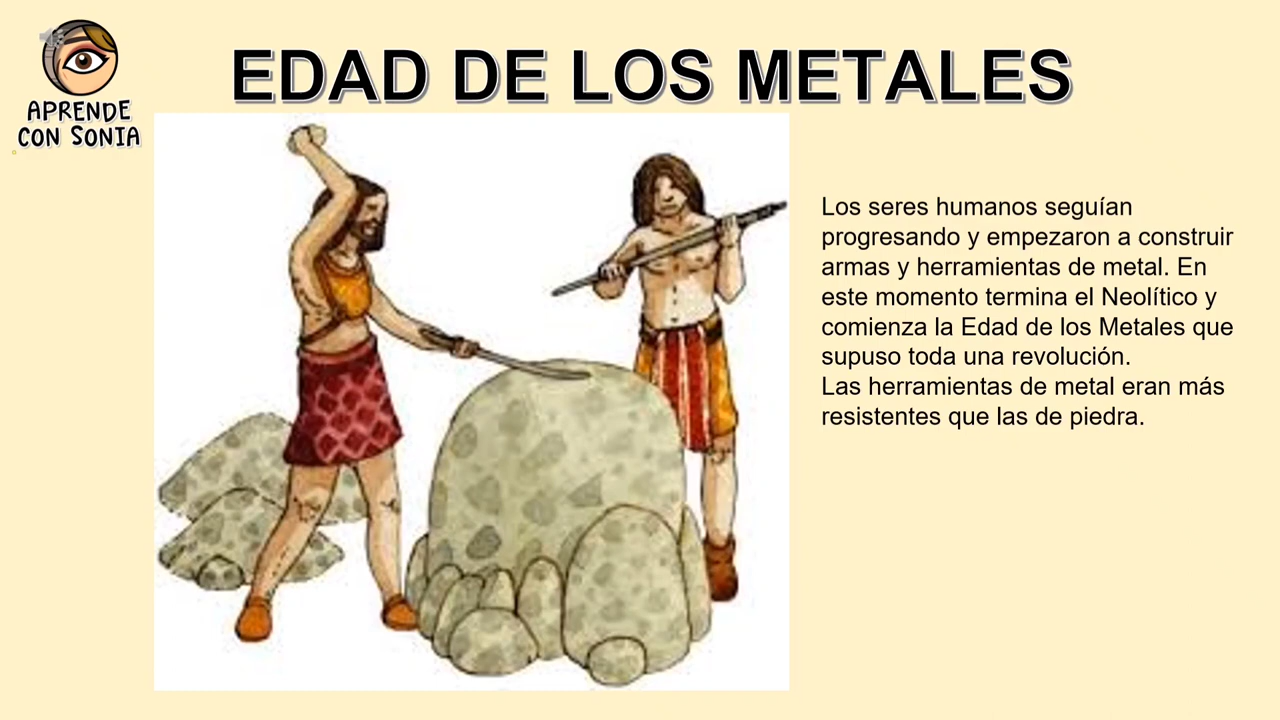 EDAD DE LOS METALES
APRENDE
CON SONIA
Los seres humanos seguían
progresando y empezaron a construir
armas y herramientas de metal. En
este momento termina el Neolítico y
comienza la Edad de los Metales que
supuso toda una revolución.
Las herramientas de metal eran más
resistentes que las de piedra.